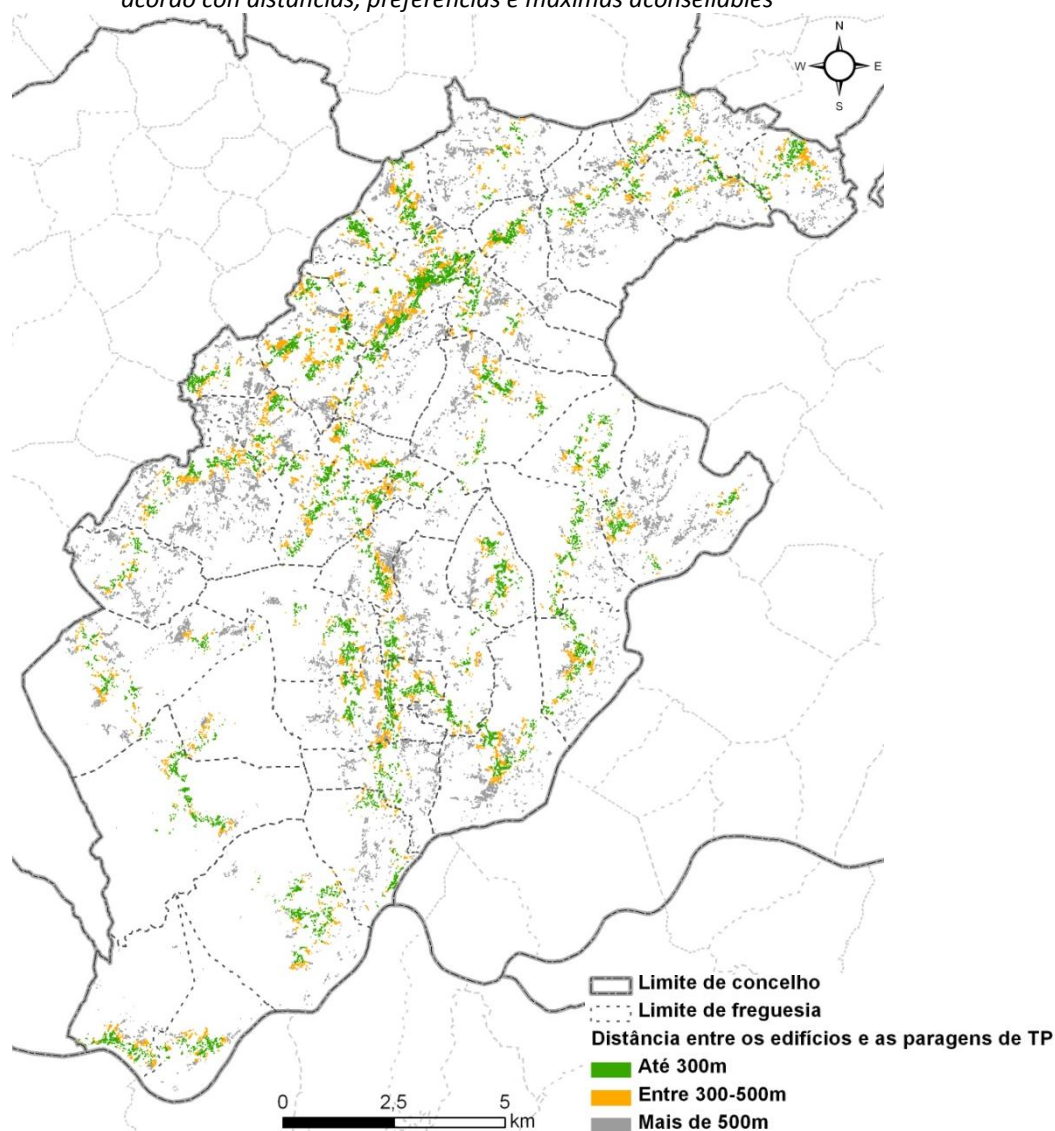 acordo con distancias, preferencias e máximas aconsellables
N
W E
S
Limite de concelho
Limite de freguesia
Distância entre os edifícios e as paragens de TP
Até 300m
Entre 300-500m
Mais de 500m
0 2,5 5
km